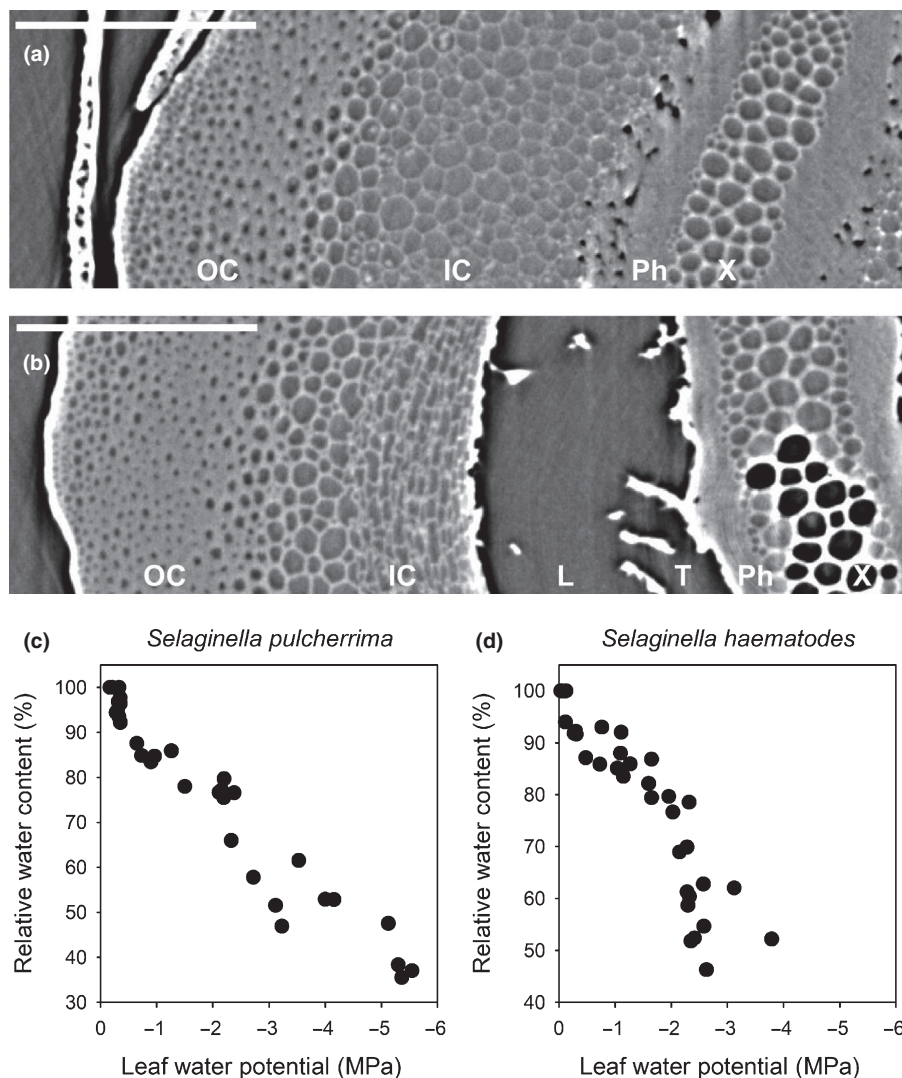 (a)
OC IC Ph X
(b)
OC IC L T Ph X
(c) Selaginella pulcherrima
(d) Selaginella haematodes
Relative water content (%)
100
90
80
70
60
50
40
30
0 −1 −2 −3 −4 −5 −6
Leaf water potential (MPa)
Relative water content (%)
100
90
80
70
60
50
40
0 −1 −2 −3 −4 −5 −6
Leaf water potential (MPa)